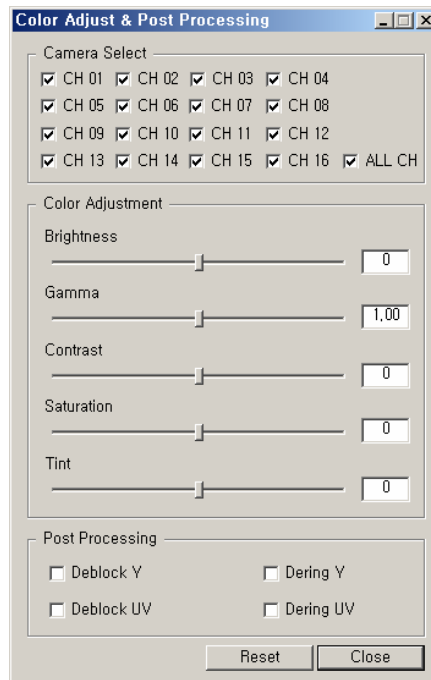 Color Adjust & Post Processing
Camera Select
CH 01 CH 02 CH 03 CH 04
CH 05 CH 06 CH 07 CH 08
CH 09 CH 10 CH 11 CH 12
CH 13 CH 14 CH 15 CH 16 ALL CH
Color Adjustment
Brightness
0
Gamma
1,00
Contrast
0
Saturation
0
Tint
0
Post Processing
Deblock Y Dering Y
Deblock UV Dering UV
Reset Close